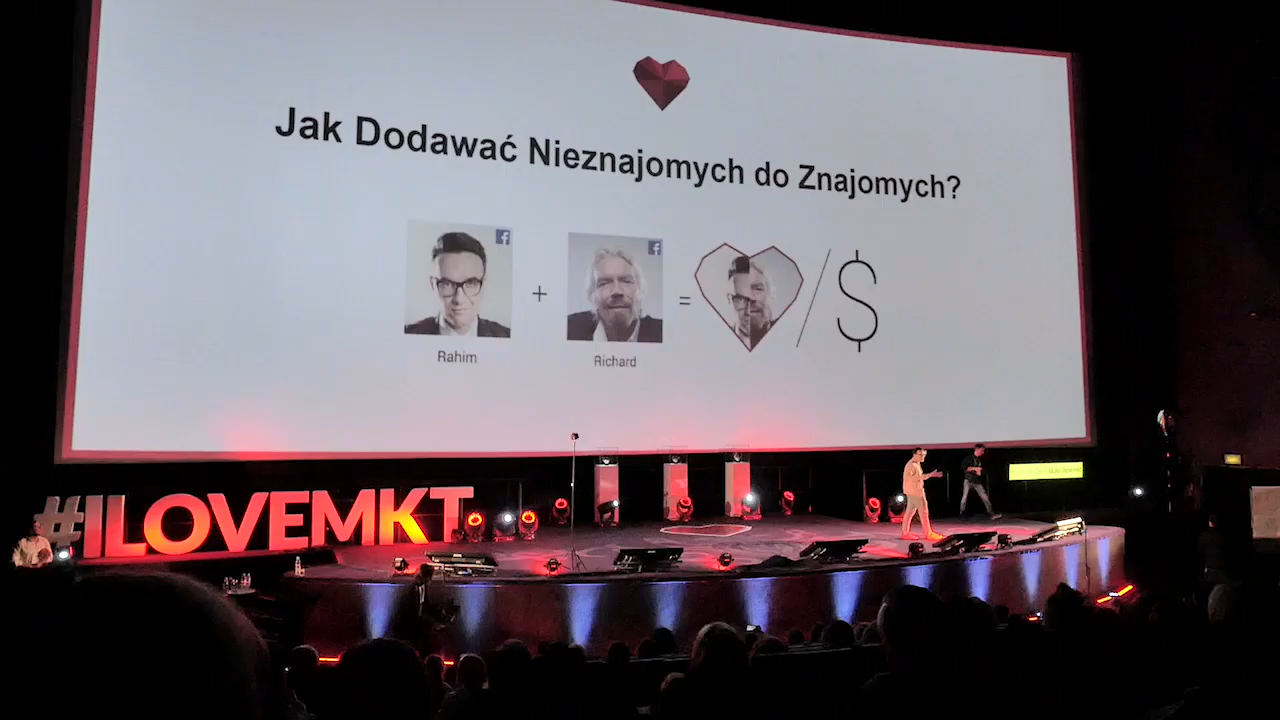 Jak Dodawać Nieznajomych do Znajomych?
f f
+ = / $
Rahim Richard
#ILOVEMKT